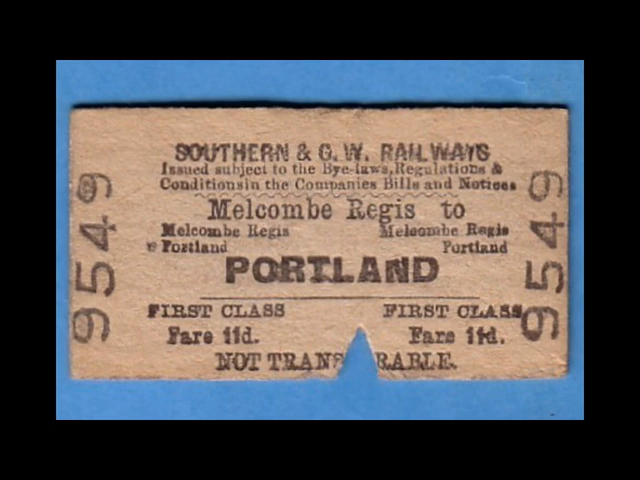 SOUTHERN & G. W. RAILWAYS
Issued subject to the Bye-laws, Regulations &
Conditions in the Companies Bills and Notices
Melcombe Regis to
Melcombe Regis Melcombe Regis
Portland Portland
PORTLAND
FIRST CLASS FIRST CLASS
Fare 11d. Fare 11d.
NOT TRANS RABLE.
9549
9549